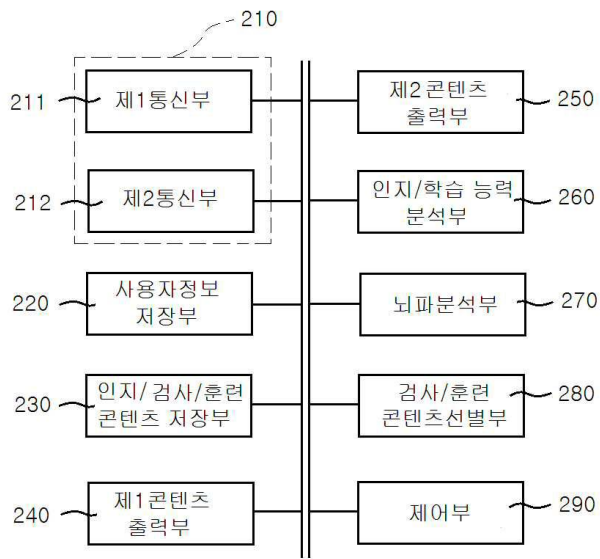 210
211
제1통신부
212
제2통신부
220
사용자정보
저장부
230
인지/검사/훈련
콘텐츠 저장부
240
제1콘텐츠
출력부
제2콘텐츠
출력부
250
인지/학습 능력
분석부
260
뇌파분석부
270
검사/훈련
콘텐츠선별부
280
제어부
290